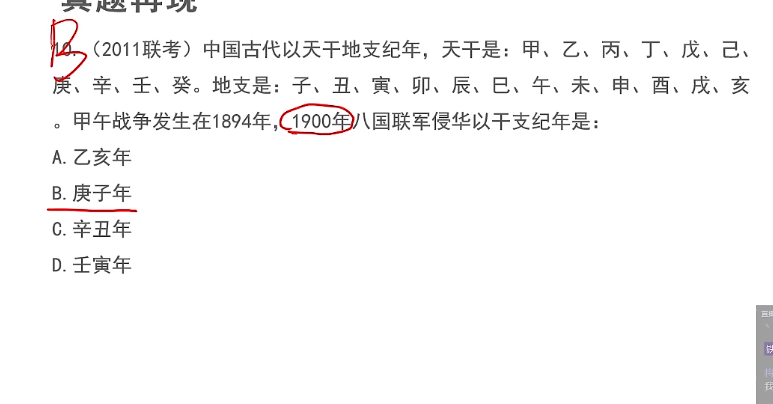 真题再现
B
10.（2011联考）中国古代以天干地支纪年，天干是：甲、乙、丙、丁、戊、己、
庚、辛、壬、癸。地支是：子、丑、寅、卯、辰、巳、午、未、申、酉、戌、亥
。甲午战争发生在1894年，1900年八国联军侵华以干支纪年是：
A.乙亥年
B.庚子年
C.辛丑年
D.壬寅年